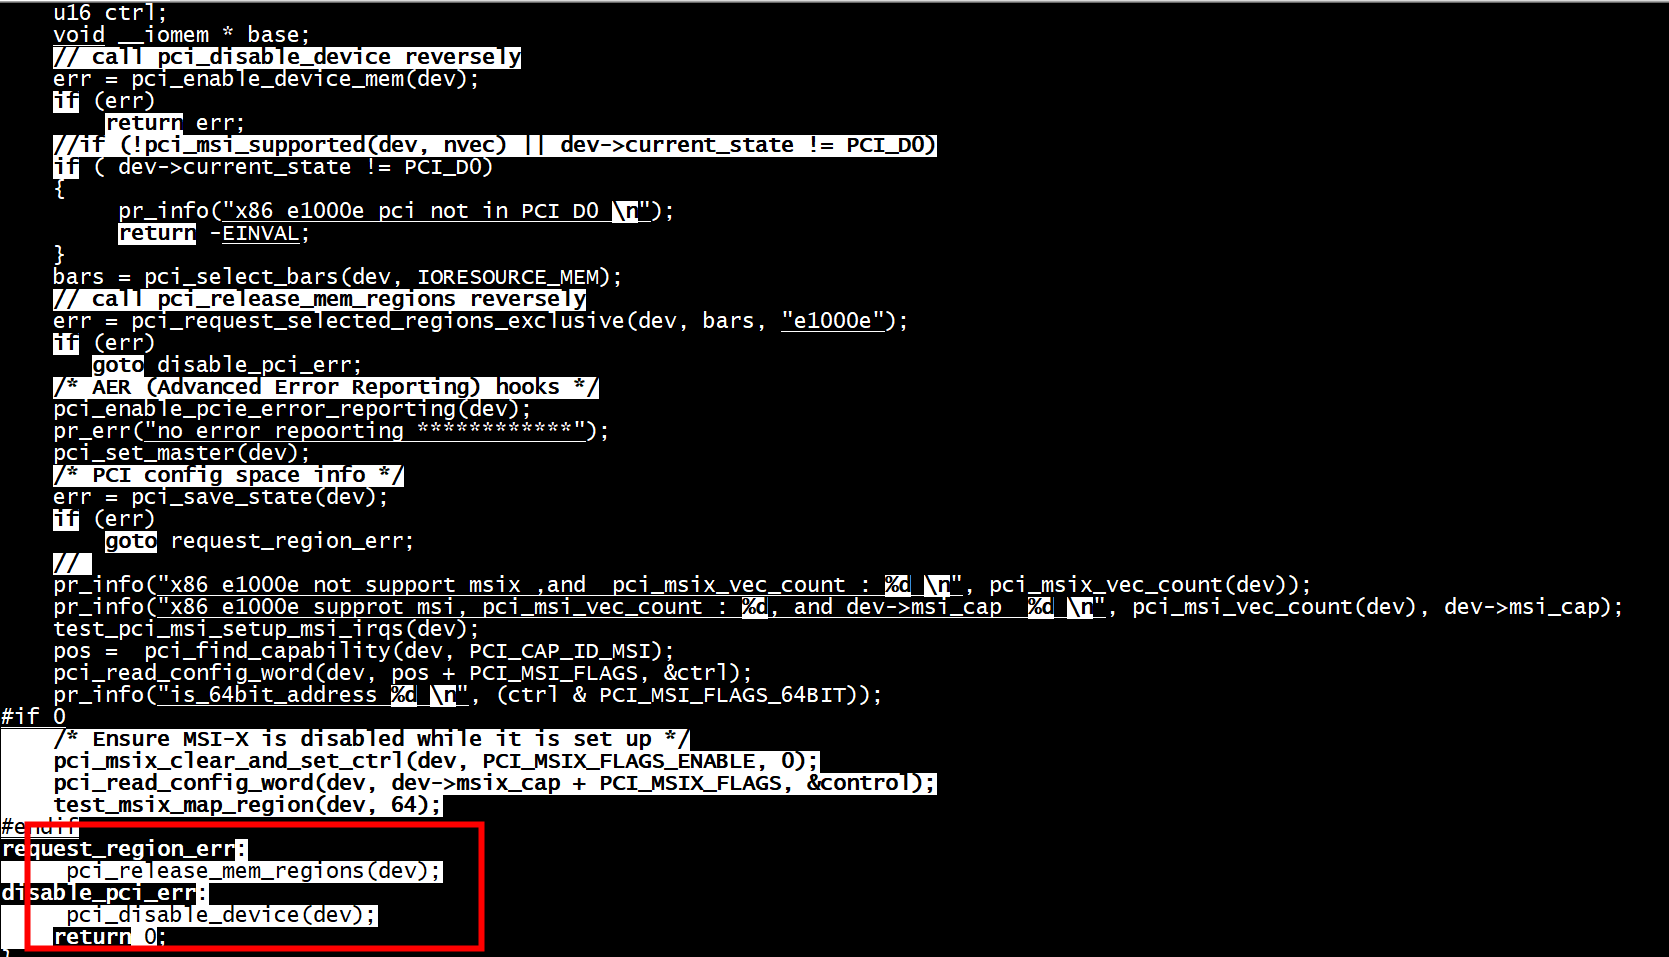 u16 ctrl;
void __iomem * base;
// call pci_disable_device reversely
err = pci_enable_device_mem(dev);
if (err)
return err;
//if (!pci_msi_supported(dev, nvec) || dev->current_state != PCI_D0)
if ( dev->current_state != PCI_D0)
{
pr_info("x86 e1000e pci not in PCI D0 \n");
return -EINVAL;
}
bars = pci_select_bars(dev, IORESOURCE_MEM);
// call pci_release_mem_regions reversely
err = pci_request_selected_regions_exclusive(dev, bars, "e1000e");
if (err)
goto disable_pci_err;
/* AER (Advanced Error Reporting) hooks */
pci_enable_pcie_error_reporting(dev);
pr_err("no error repoorting ************");
pci_set_master(dev);
/* PCI config space info */
err = pci_save_state(dev);
if (err)
goto request_region_err;
//
pr_info("x86 e1000e not support msix ,and  pci_msix_vec_count : %d \n", pci_msix_vec_count(dev));
pr_info("x86 e1000e supprot msi, pci_msi_vec_count : %d, and dev->msi_cap  %d \n", pci_msi_vec_count(dev), dev->msi_cap);
test_pci_msi_setup_msi_irqs(dev);
pos =  pci_find_capability(dev, PCI_CAP_ID_MSI);
pci_read_config_word(dev, pos + PCI_MSI_FLAGS, &ctrl);
pr_info("is_64bit_address %d \n", (ctrl & PCI_MSI_FLAGS_64BIT));
#if 0
/* Ensure MSI-X is disabled while it is set up */
pci_msix_clear_and_set_ctrl(dev, PCI_MSIX_FLAGS_ENABLE, 0);
pci_read_config_word(dev, dev->msix_cap + PCI_MSIX_FLAGS, &control);
test_msix_map_region(dev, 64);
#endif
request_region_err:
pci_release_mem_regions(dev);
disable_pci_err:
pci_disable_device(dev);
return 0;
}